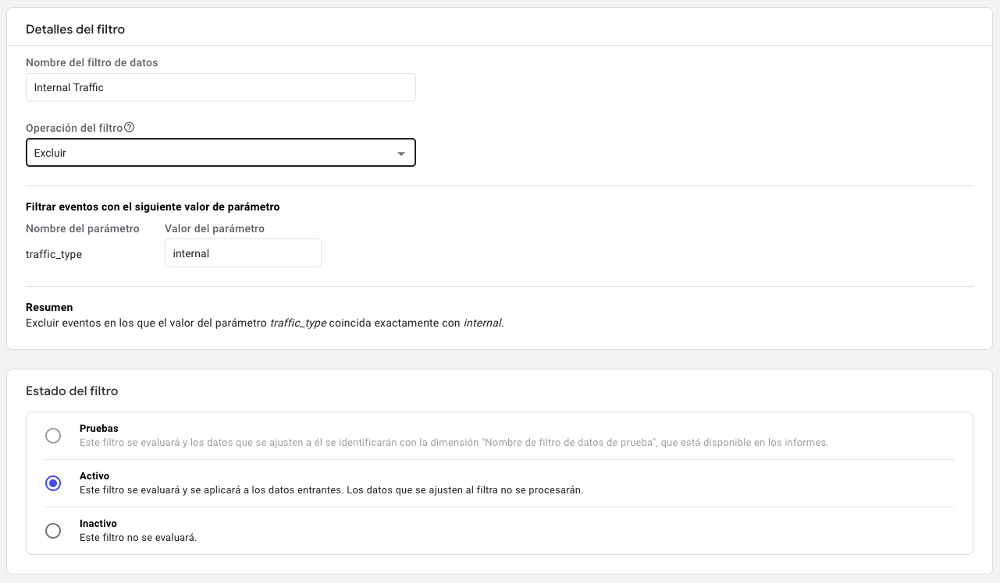 Detalles del filtro
Nombre del filtro de datos
Internal Traffic
Operación del filtro
Excluir
Filtrar eventos con el siguiente valor de parámetro
Nombre del parámetro Valor del parámetro
traffic_type internal
Resumen
Excluir eventos en los que el valor del parámetro traffic_type coincida exactamente con internal.
Estado del filtro
Pruebas
Este filtro se evaluará y los datos que se ajusten a él se identificarán con la dimensión "Nombre de filtro de datos de prueba", que está disponible en los informes.
Activo
Este filtro se evaluará y se aplicará a los datos entrantes. Los datos que se ajusten al filtra no se procesarán.
Inactivo
Este filtro no se evaluará.